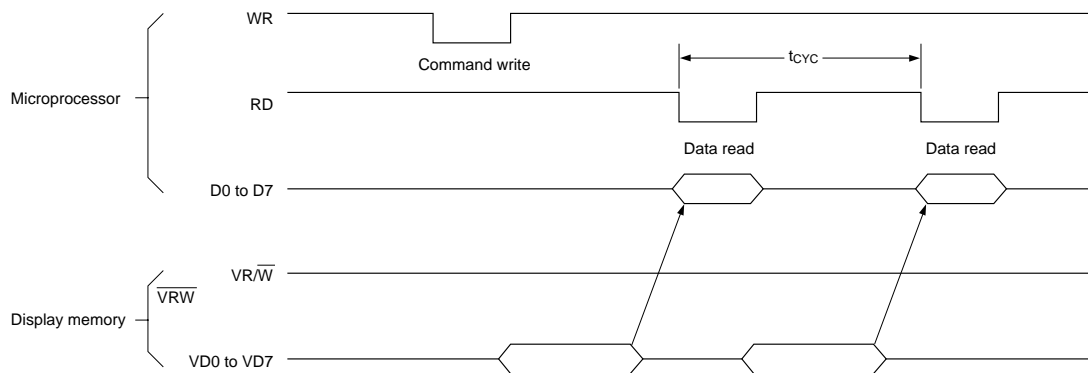 WR
Command write
tCYC
Microprocessor
RD
Data read Data read
D0 to D7
VR/W̅
V̅R̅W̅
Display memory
VD0 to VD7